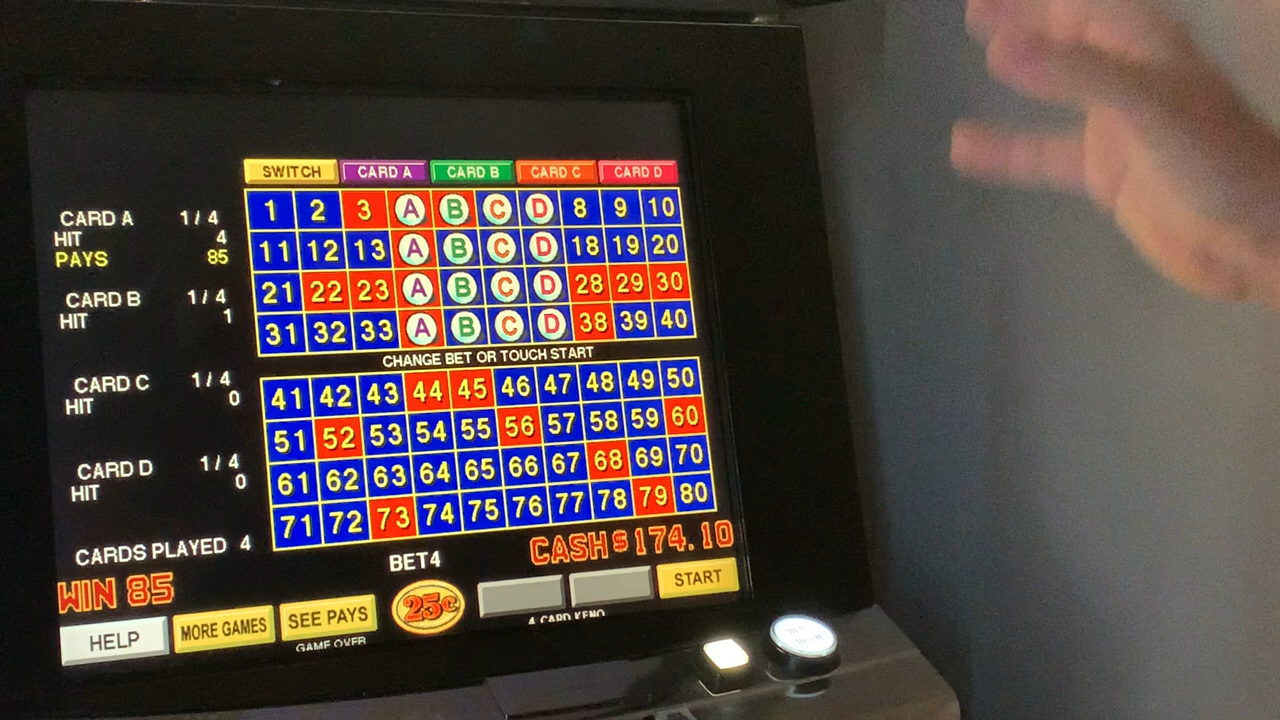 SWITCH CARD A CARD B CARD C CARD D
CARD A 1/4
HIT 4
PAYS 85
CARD B 1/4
HIT 1
CARD C 1/4
HIT 0
CARD D 1/4
HIT 0
CARDS PLAYED 4
1 2 3 A B C D 8 9 10
11 12 13 A B C D 18 19 20
21 22 23 A B C D 28 29 30
31 32 33 A B C D 38 39 40
CHANGE BET OR TOUCH START
41 42 43 44 45 46 47 48 49 50
51 52 53 54 55 56 57 58 59 60
61 62 63 64 65 66 67 68 69 70
71 72 73 74 75 76 77 78 79 80
WIN 85
BET4
CASH $174.10
HELP
MORE GAMES
SEE PAYS
25¢
START
GAME OVER
4 CARD KENO